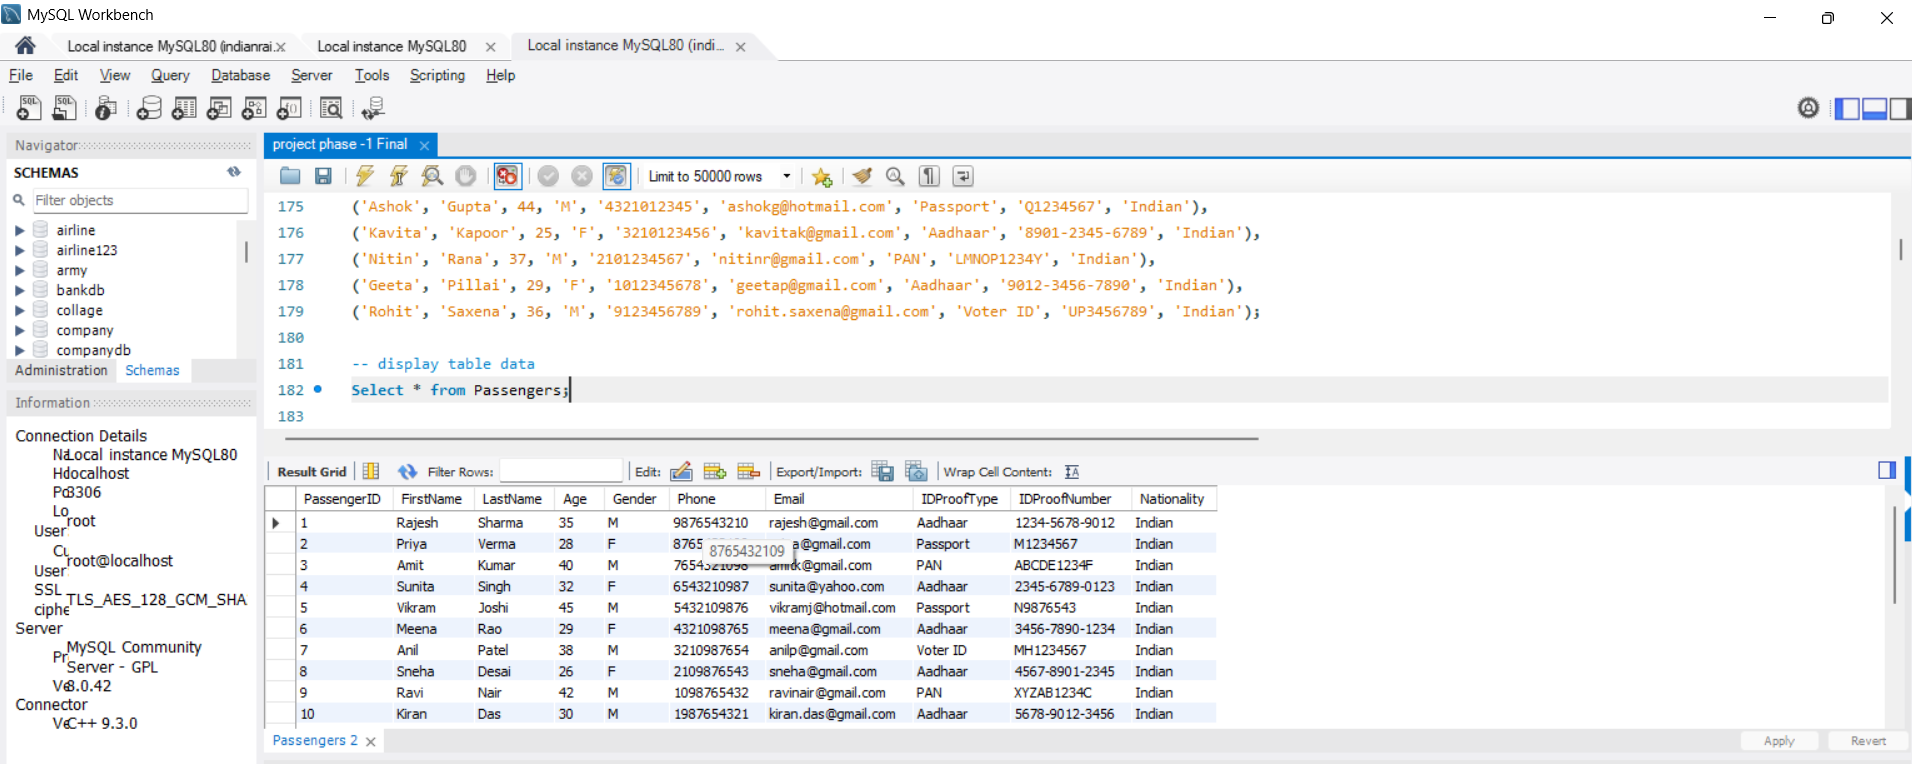 MySQL Workbench
Local instance MySQL80 (indianrai. x Local instance MySQL80 x Local instance MySQL80 (indi... x
File Edit View Query Database Server Tools Scripting Help
SQL SQL
Navigator
SCHEMAS
Filter objects
airline
airline123
army
bankdb
collage
company
companydb
Administration Schemas
Information
Connection Details
Local instance MySQL80
localhost
3306
root
User
root@localhost
User
SSL
TLS_AES_128_GCM_SHA
ciphe
Server
MySQL Community
Server - GPL
8.0.42
Connector
C++ 9.3.0
project phase -1 Final x
Limit to 50000 rows
175 ('Ashok', 'Gupta', 44, 'M', '4321012345', 'ashokg@hotmail.com', 'Passport', 'Q1234567', 'Indian'),
176 ('Kavita', 'Kapoor', 25, 'F', '3210123456', 'kavitak@gmail.com', 'Aadhaar', '8901-2345-6789', 'Indian'),
177 ('Nitin', 'Rana', 37, 'M', '2101234567', 'nitinr@gmail.com', 'PAN', 'LMNOP1234Y', 'Indian'),
178 ('Geeta', 'Pillai', 29, 'F', '1012345678', 'geetap@gmail.com', 'Aadhaar', '9012-3456-7890', 'Indian'),
179 ('Rohit', 'Saxena', 36, 'M', '9123456789', 'rohit.saxena@gmail.com', 'Voter ID', 'UP3456789', 'Indian');
180
181 -- display table data
182 Select * from Passengers;
183
Result Grid Filter Rows: Edit: Export/Import: Wrap Cell Content:
PassengerID FirstName LastName Age Gender Phone Email IDProofType IDProofNumber Nationality
1 Rajesh Sharma 35 M 9876543210 rajesh@gmail.com Aadhaar 1234-5678-9012 Indian
2 Priya Verma 28 F 8765 a@gmail.com Passport M1234567 Indian
8765432109
3 Amit Kumar 40 M 7654321098 amitk@gmail.com PAN ABCDE1234F Indian
4 Sunita Singh 32 F 6543210987 sunita@yahoo.com Aadhaar 2345-6789-0123 Indian
5 Vikram Joshi 45 M 5432109876 vikramj@hotmail.com Passport N9876543 Indian
6 Meena Rao 29 F 4321098765 meena@gmail.com Aadhaar 3456-7890-1234 Indian
7 Anil Patel 38 M 3210987654 anilp@gmail.com Voter ID MH1234567 Indian
8 Sneha Desai 26 F 2109876543 sneha@gmail.com Aadhaar 4567-8901-2345 Indian
9 Ravi Nair 42 M 1098765432 ravinair@gmail.com PAN XYZAB1234C Indian
10 Kiran Das 30 M 1987654321 kiran.das@gmail.com Aadhaar 5678-9012-3456 Indian
Passengers 2 x Apply Revert